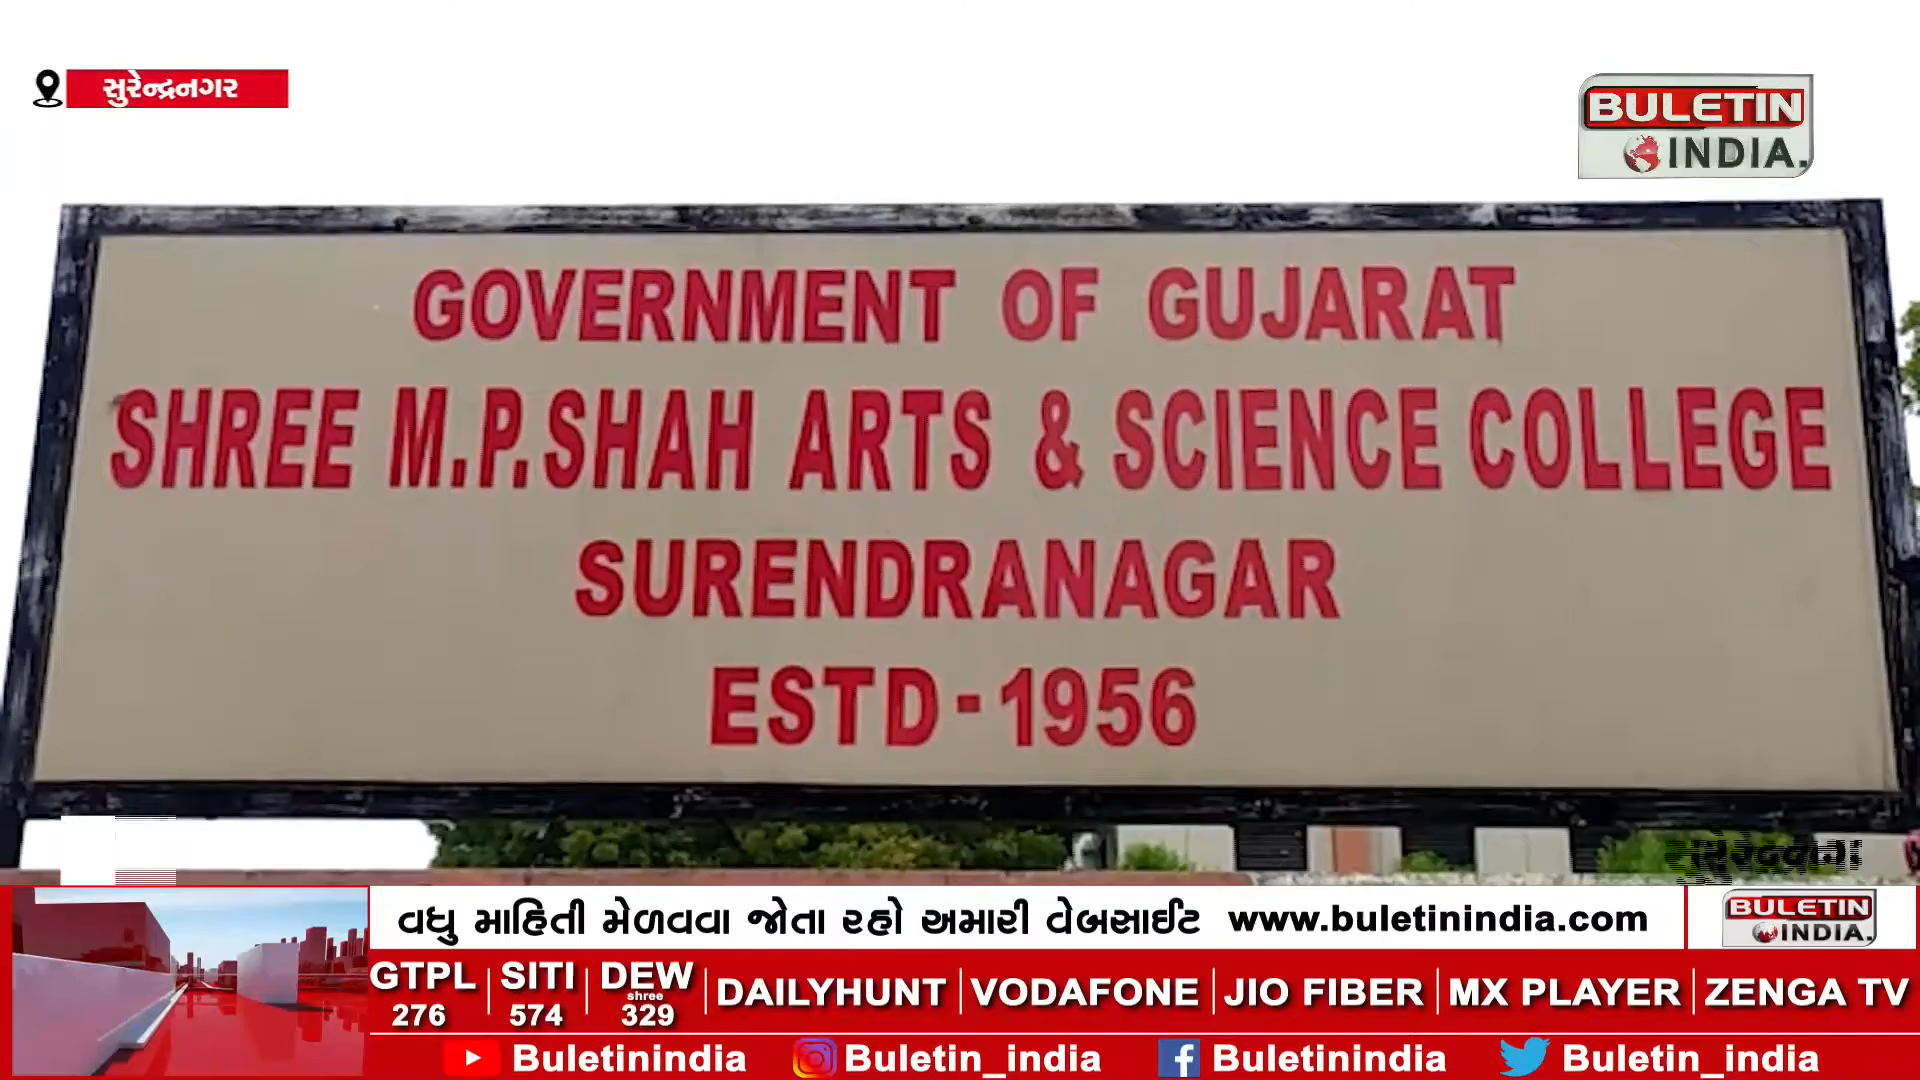 સુરેન્દ્રનગર
BULETIN
INDIA.
GOVERNMENT OF GUJARAT
SHREE M.P.SHAH ARTS & SCIENCE COLLEGE
SURENDRANAGAR
ESTD-1956
વધુ માહિતી મેળવવા જોતા રહો અમારી વેબસાઈટ www.buletinindia.com
BULETIN
INDIA.
GTPL 276 | SITI 574 | DEW shree 329 | DAILYHUNT | VODAFONE | JIO FIBER | MX PLAYER | ZENGA TV
Buletinindia Buletin_india Buletinindia Buletin_india